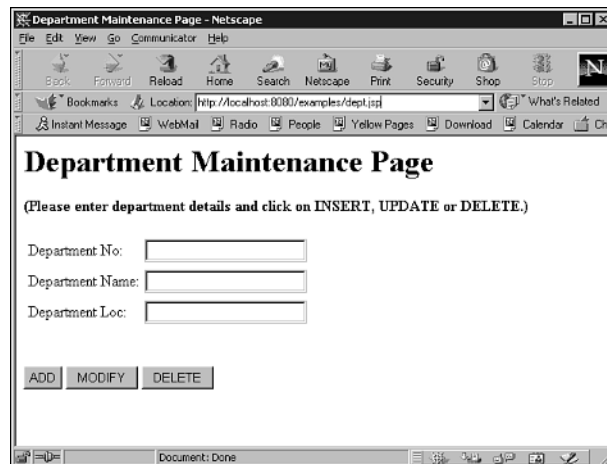 Department Maintenance Page - Netscape
File Edit View Go Communicator Help
Back Forward Reload Home Search Netscape Print Security Shop Stop
N
Bookmarks Location: http://localhost:8080/examples/dept.jsp What's Related
Instant Message WebMail Radio People Yellow Pages Download Calendar Ch
Department Maintenance Page
(Please enter department details and click on INSERT, UPDATE or DELETE.)
Department No:
Department Name:
Department Loc:
ADD MODIFY DELETE
Document: Done